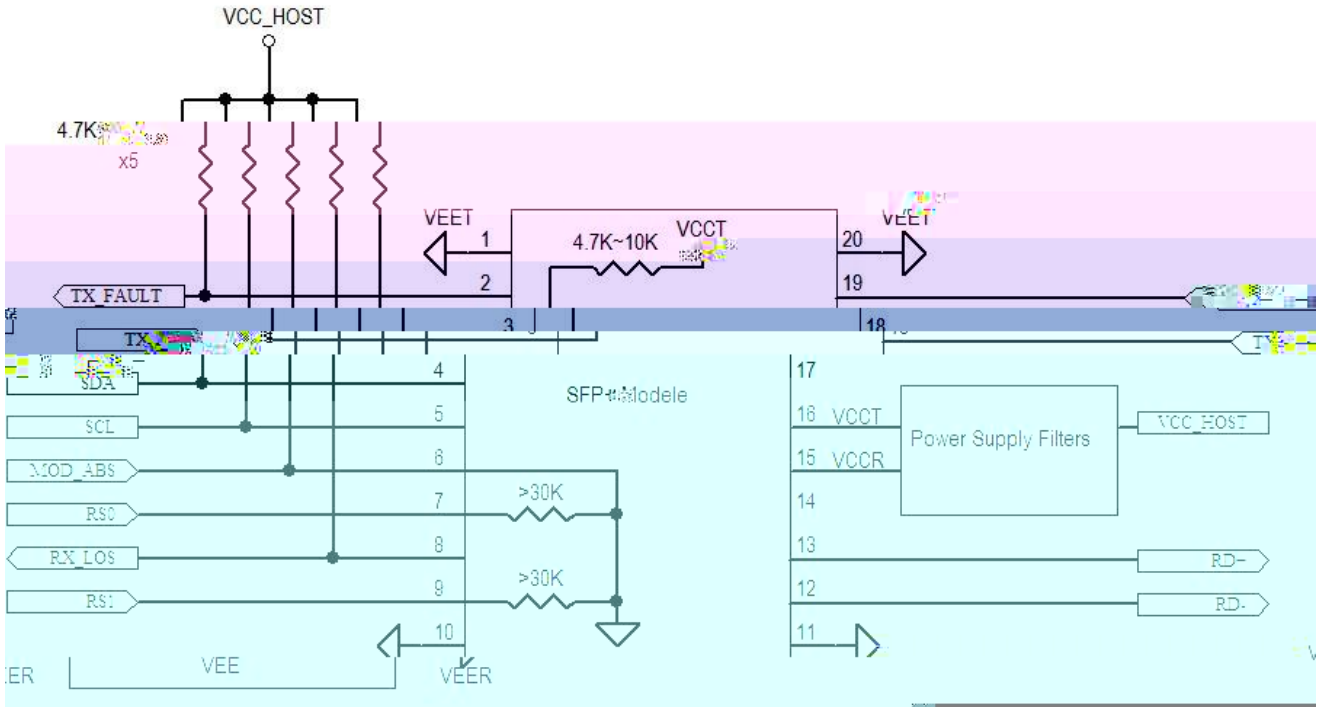 VCC_HOST
4.7K
x5
VEET
1
4.7K~10K
VCCT
20
VEET
TX_FAULT
2
19
3
18
SDA
4
17
SCL
5
16 VCCT
Power Supply Filters
VCC_HOST
MOD_ABS
6
15 VCCR
RS0
7
>30K
14
RX_LOS
8
13
RS1
9
>30K
12
RD-
10
11
VEE
VEER